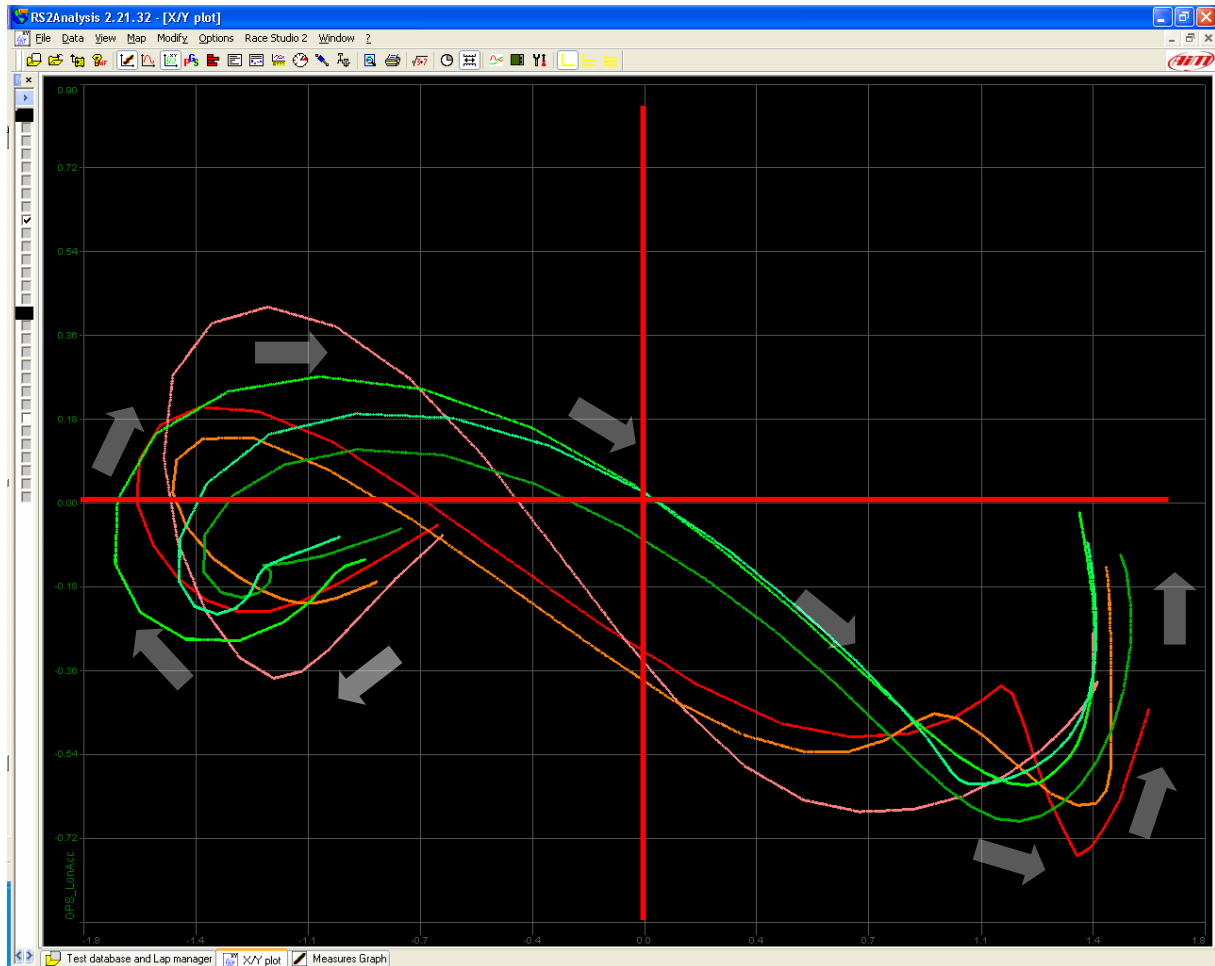 RS2Analysis 2.21.32 - [X/Y plot]
File Data View Map Modify Options Race Studio 2 Window ?
AiM
0.90
0.72
0.54
0.36
0.18
0.00
-0.18
-0.36
-0.54
-0.72
GPS_LonAcc
-1.8 -1.4 -1.1 -0.7 -0.4 0.0 0.4 0.7 1.1 1.4 1.8
Test database and Lap manager X/Y plot Measures Graph